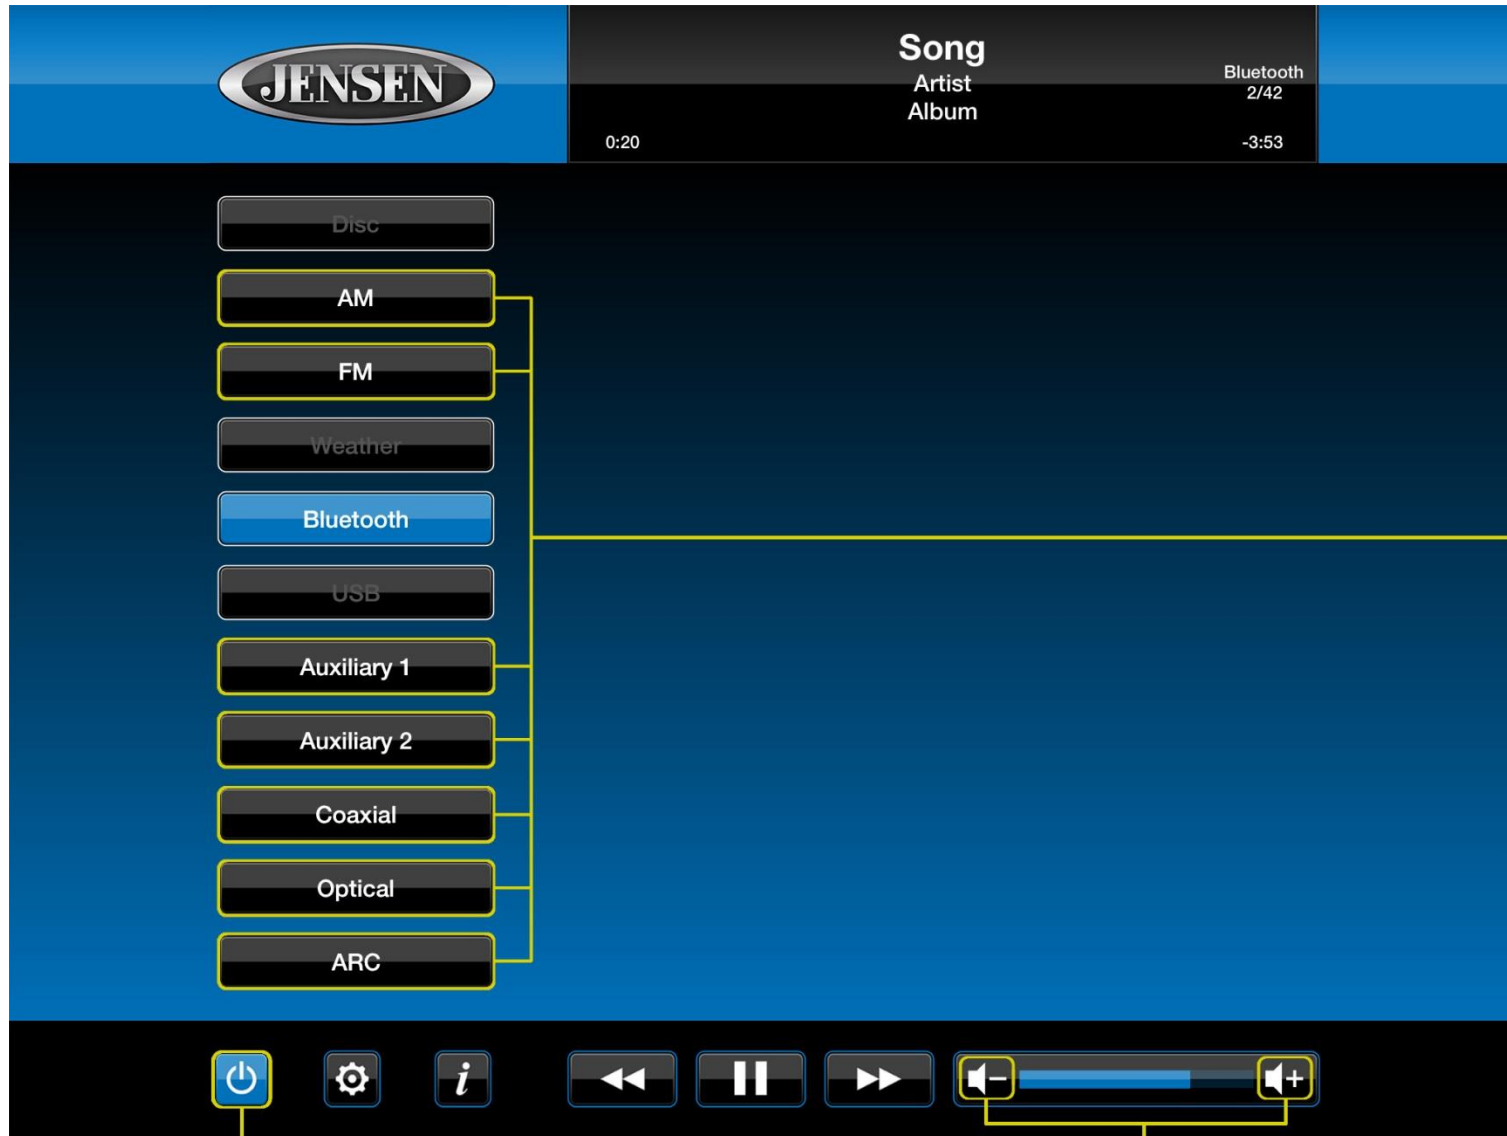 JENSEN
Song
Artist
Album
Bluetooth
2/42
0:20
-3:53
Disc
AM
FM
Weather
Bluetooth
USB
Auxiliary 1
Auxiliary 2
Coaxial
Optical
ARC
i